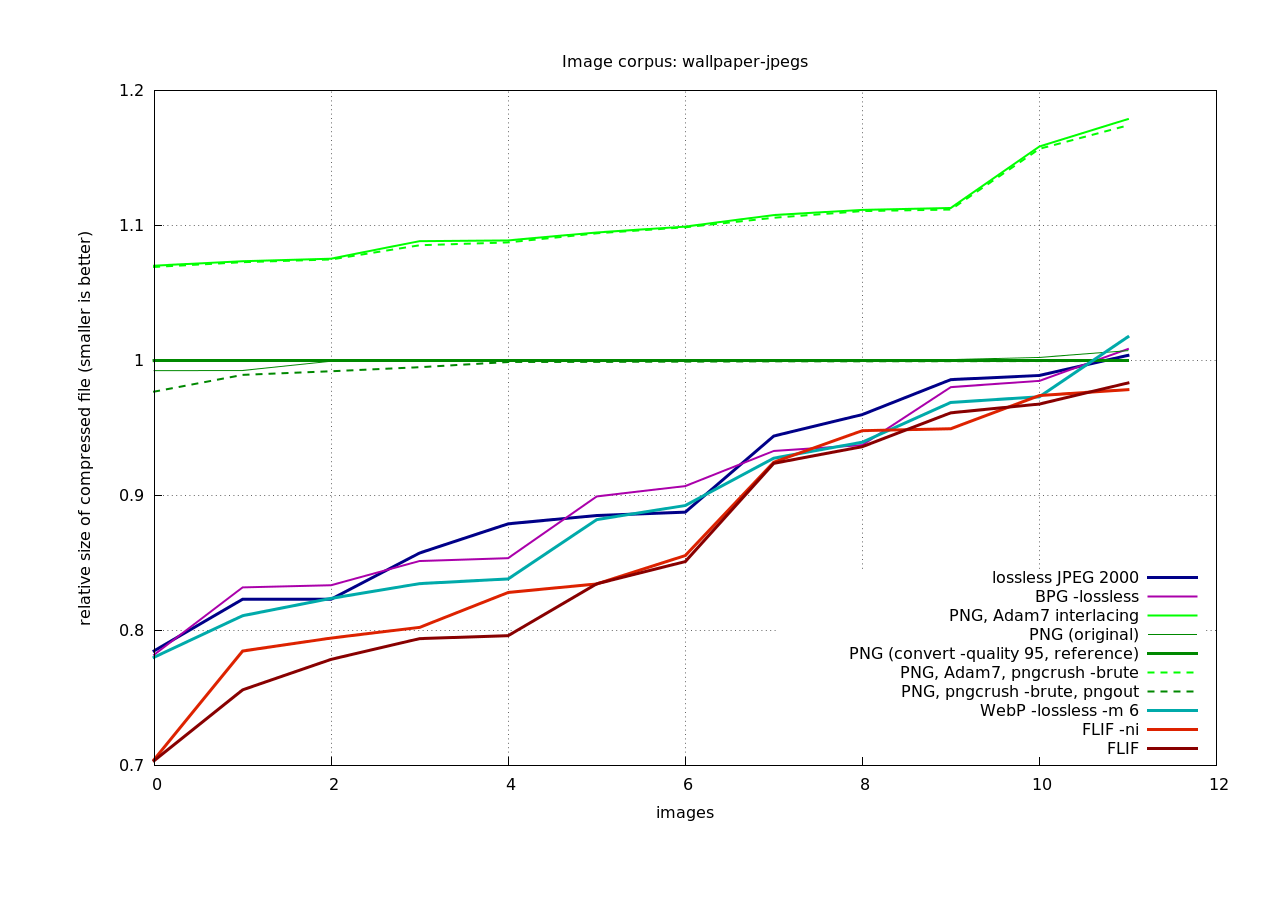 Image corpus: wallpaper-jpegs
1.2
1.1
1
0.9
0.8
0.7
relative size of compressed file (smaller is better)
lossless JPEG 2000
BPG -lossless
PNG, Adam7 interlacing
PNG (original)
PNG (convert -quality 95, reference)
PNG, Adam7, pngcrush -brute
PNG, pngcrush -brute, pngout
WebP -lossless -m 6
FLIF -ni
FLIF
0 2 4 6 8 10 12
images